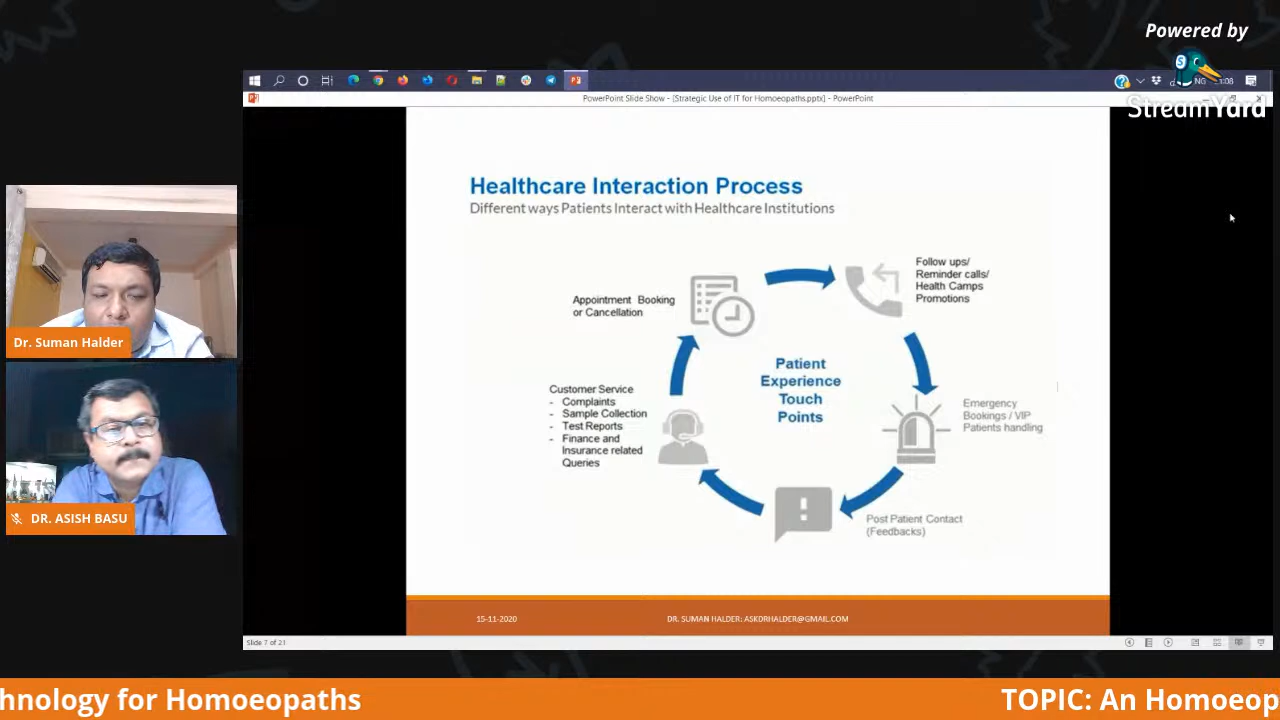 Powered by
StreamYard
PowerPoint Slide Show - [Strategic Use of IT for Homoeopaths.pptx] - PowerPoint
Healthcare Interaction Process
Different ways Patients Interact with Healthcare Institutions
Appointment Booking
or Cancellation
Follow ups/
Reminder calls/
Health Camps
Promotions
Patient
Experience
Touch
Points
Customer Service
- Complaints
- Sample Collection
- Test Reports
- Finance and
Insurance related
Queries
Emergency
Bookings / VIP
Patients handling
Post Patient Contact
(Feedbacks)
15-11-2020
DR. SUMAN HALDER: ASKDRHALDER@GMAIL.COM
Slide 7 of 21
Dr. Suman Halder
DR. ASISH BASU
hnology for Homoeopaths
TOPIC: An Homoeop